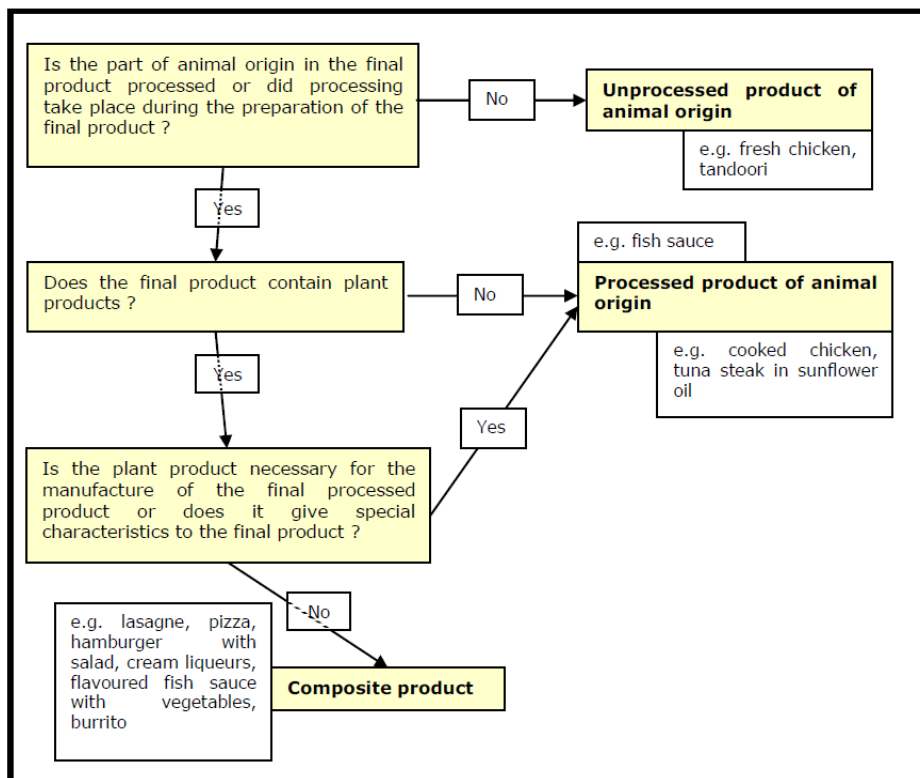 Is the part of animal origin in the final
product processed or did processing
take place during the preparation of the
final product ?
No
Unprocessed product of
animal origin
e.g. fresh chicken,
tandoori
Yes
e.g. fish sauce
Does the final product contain plant
products ?
No
Processed product of animal
origin
e.g. cooked chicken,
tuna steak in sunflower
oil
Yes
Yes
Is the plant product necessary for the
manufacture of the final processed
product or does it give special
characteristics to the final product ?
No
e.g. lasagne, pizza,
hamburger with
salad, cream liqueurs,
flavoured fish sauce
with vegetables,
burrito
Composite product